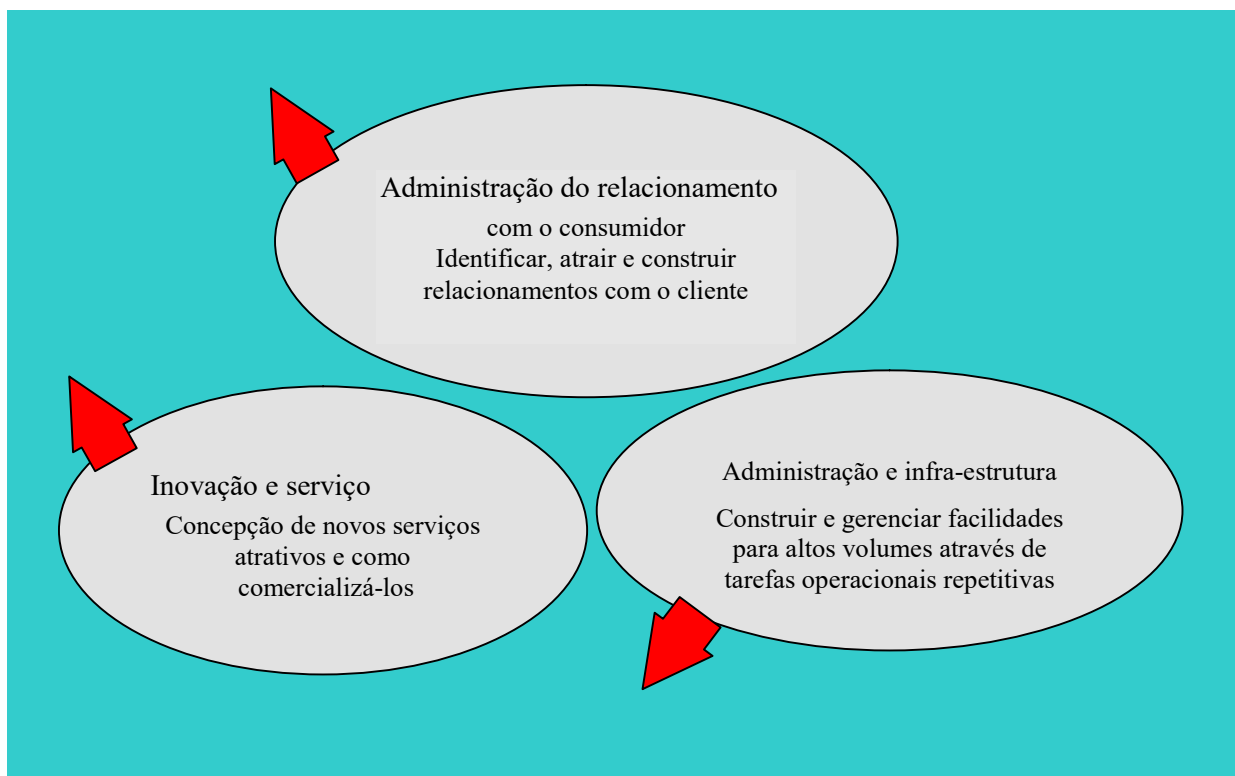 Administração do relacionamento
com o consumidor
Identificar, atrair e construir
relacionamentos com o cliente
Inovação e serviço
Concepção de novos serviços
atrativos e como
comercializá-los
Administração e infra-estrutura
Construir e gerenciar facilidades
para altos volumes através de
tarefas operacionais repetitivas